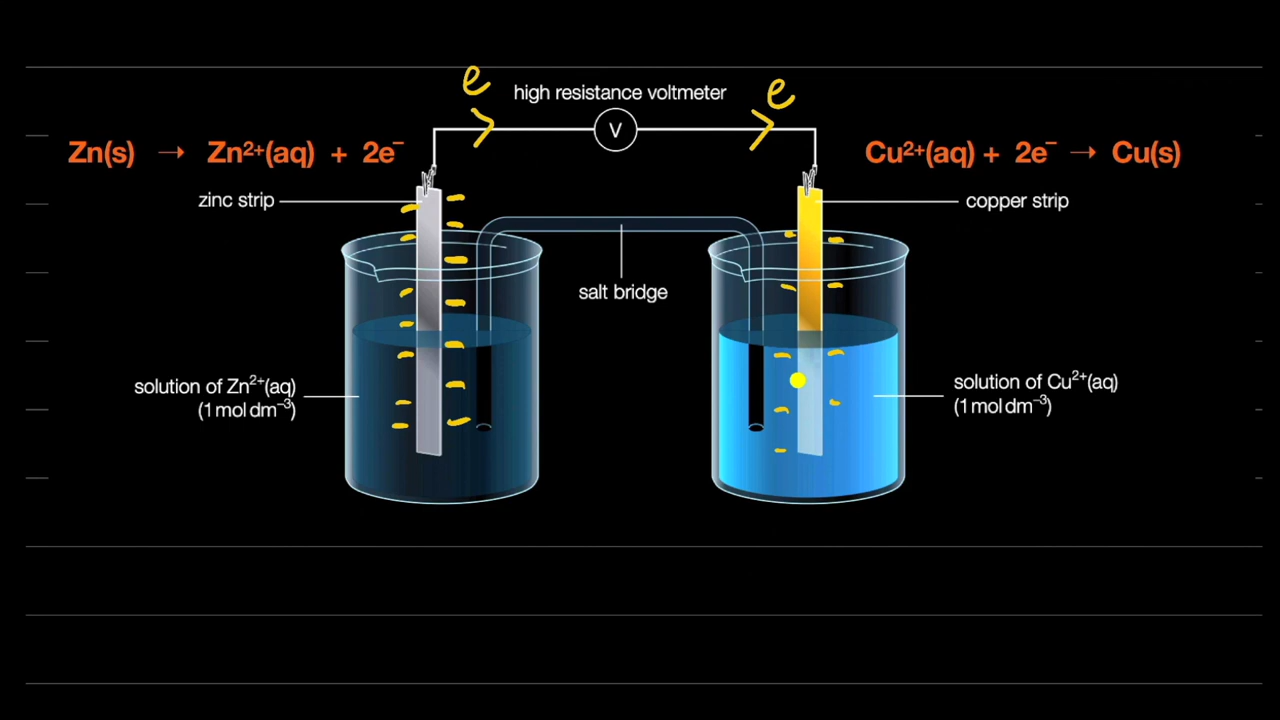 e
e
high resistance voltmeter
V
Zn(s) → Zn²⁺(aq) + 2e⁻
Cu²⁺(aq) + 2e⁻ → Cu(s)
zinc strip
copper strip
salt bridge
solution of Zn²⁺(aq)
(1 mol dm⁻³)
solution of Cu²⁺(aq)
(1 mol dm⁻³)